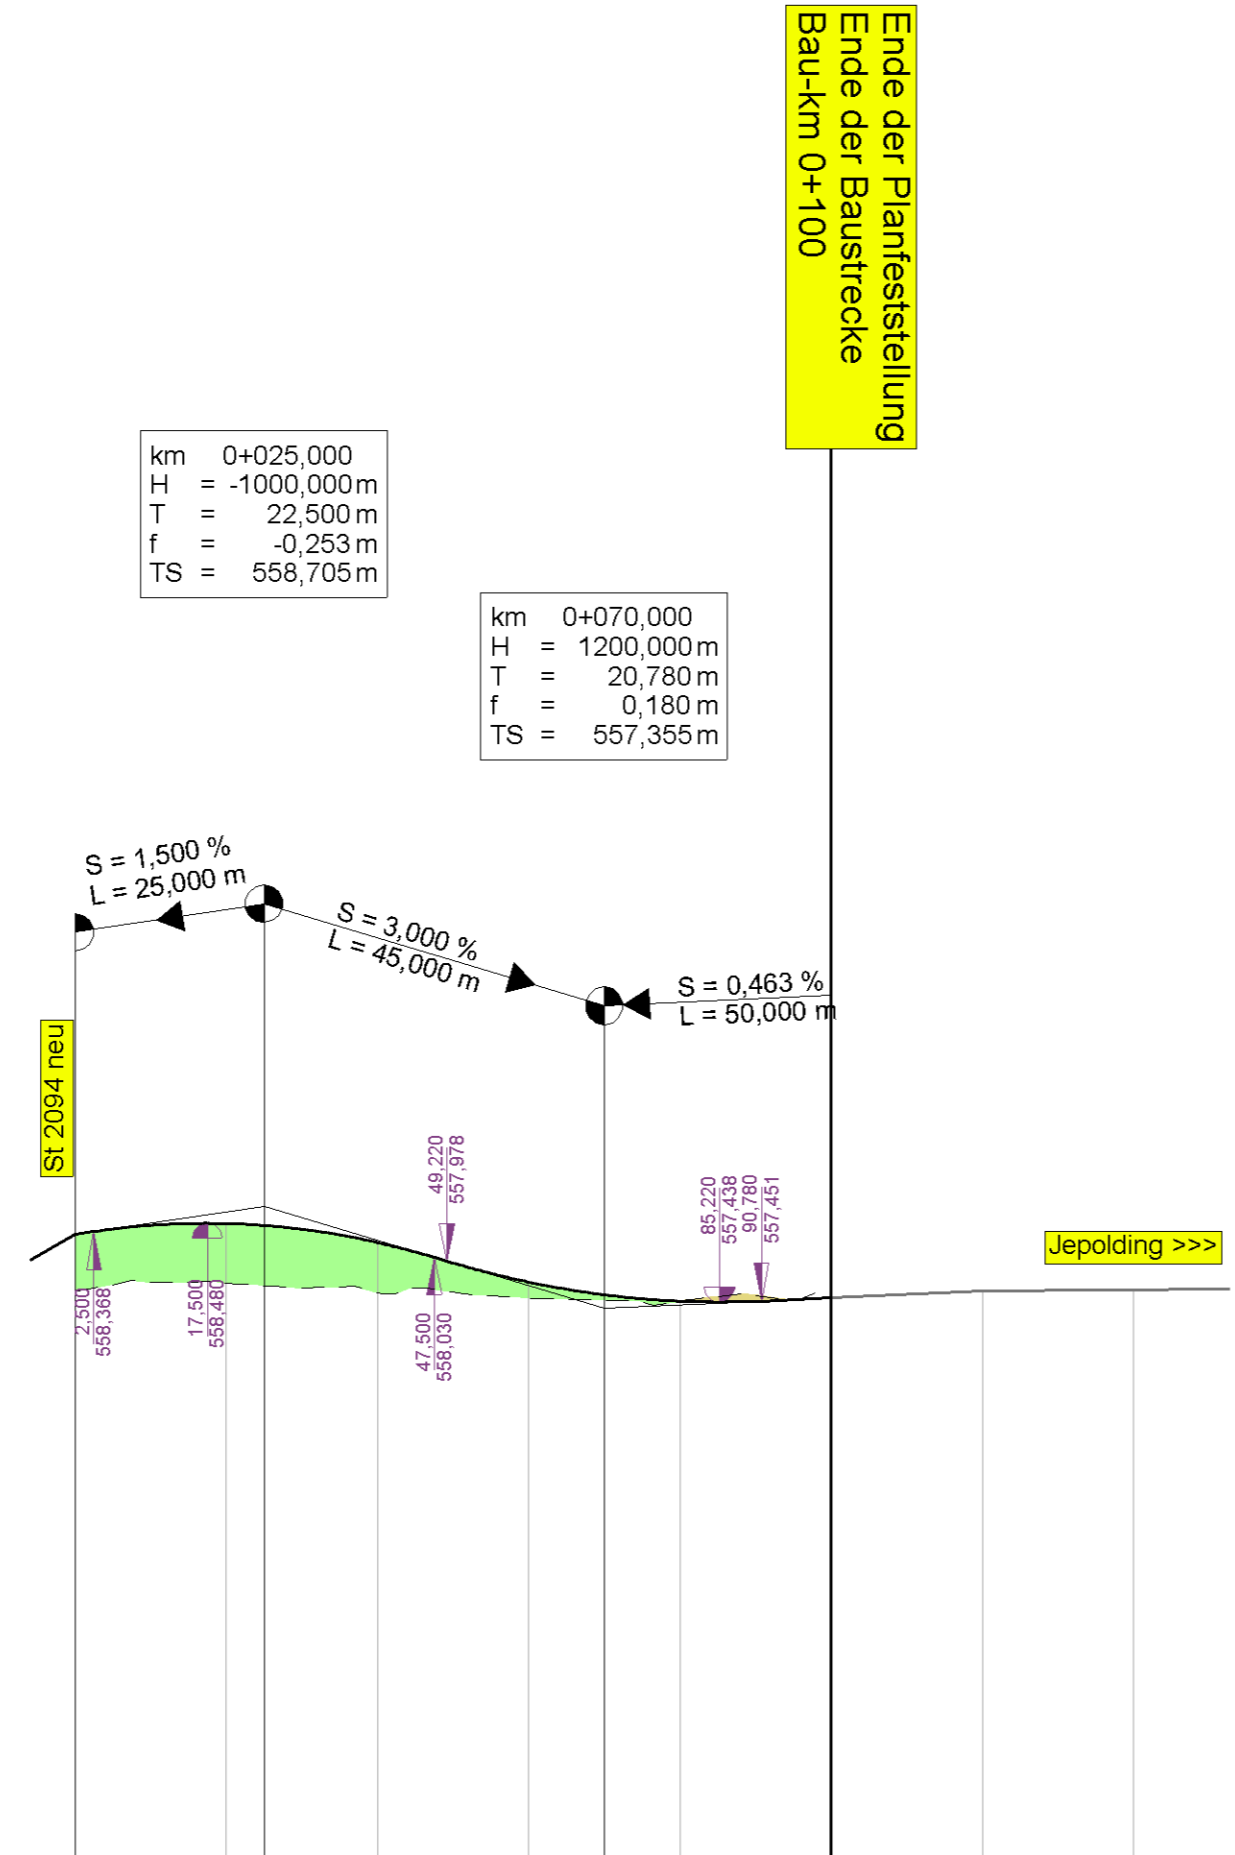 Ende der Planfeststellung
Ende der Baustrecke
Bau-km 0+100
km 0+025,000
H = -1000,000 m
T = 22,500 m
f = -0,253 m
TS = 558,705 m
km 0+070,000
H = 1200,000 m
T = 20,780 m
f = 0,180 m
TS = 557,355 m
S = 1,500 %
L = 25,000 m
S = 3,000 %
L = 45,000 m
S = 0,463 %
L = 50,000 m
St 2094 neu
49,220
557,978
85,220
557,438
90,780
557,451
Jepolding >>>
2,500
558,368
17,500
558,480
47,500
558,030